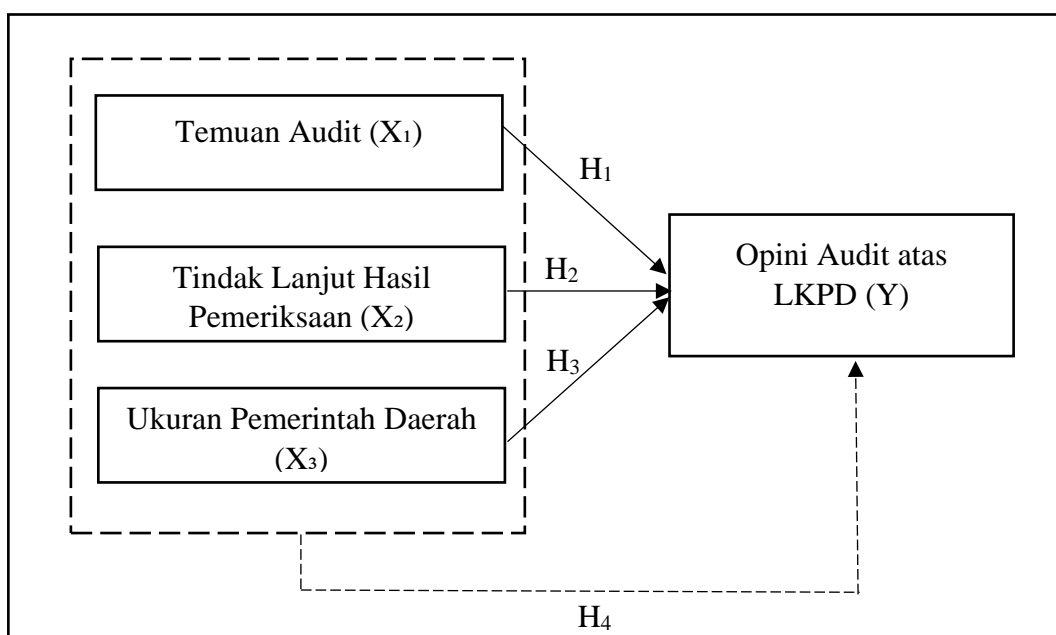 Temuan Audit (X₁)
H₁
Tindak Lanjut Hasil
Pemeriksaan (X₂)
H₂
Opini Audit atas
LKPD (Y)
Ukuran Pemerintah Daerah
(X₃)
H₃
H₄